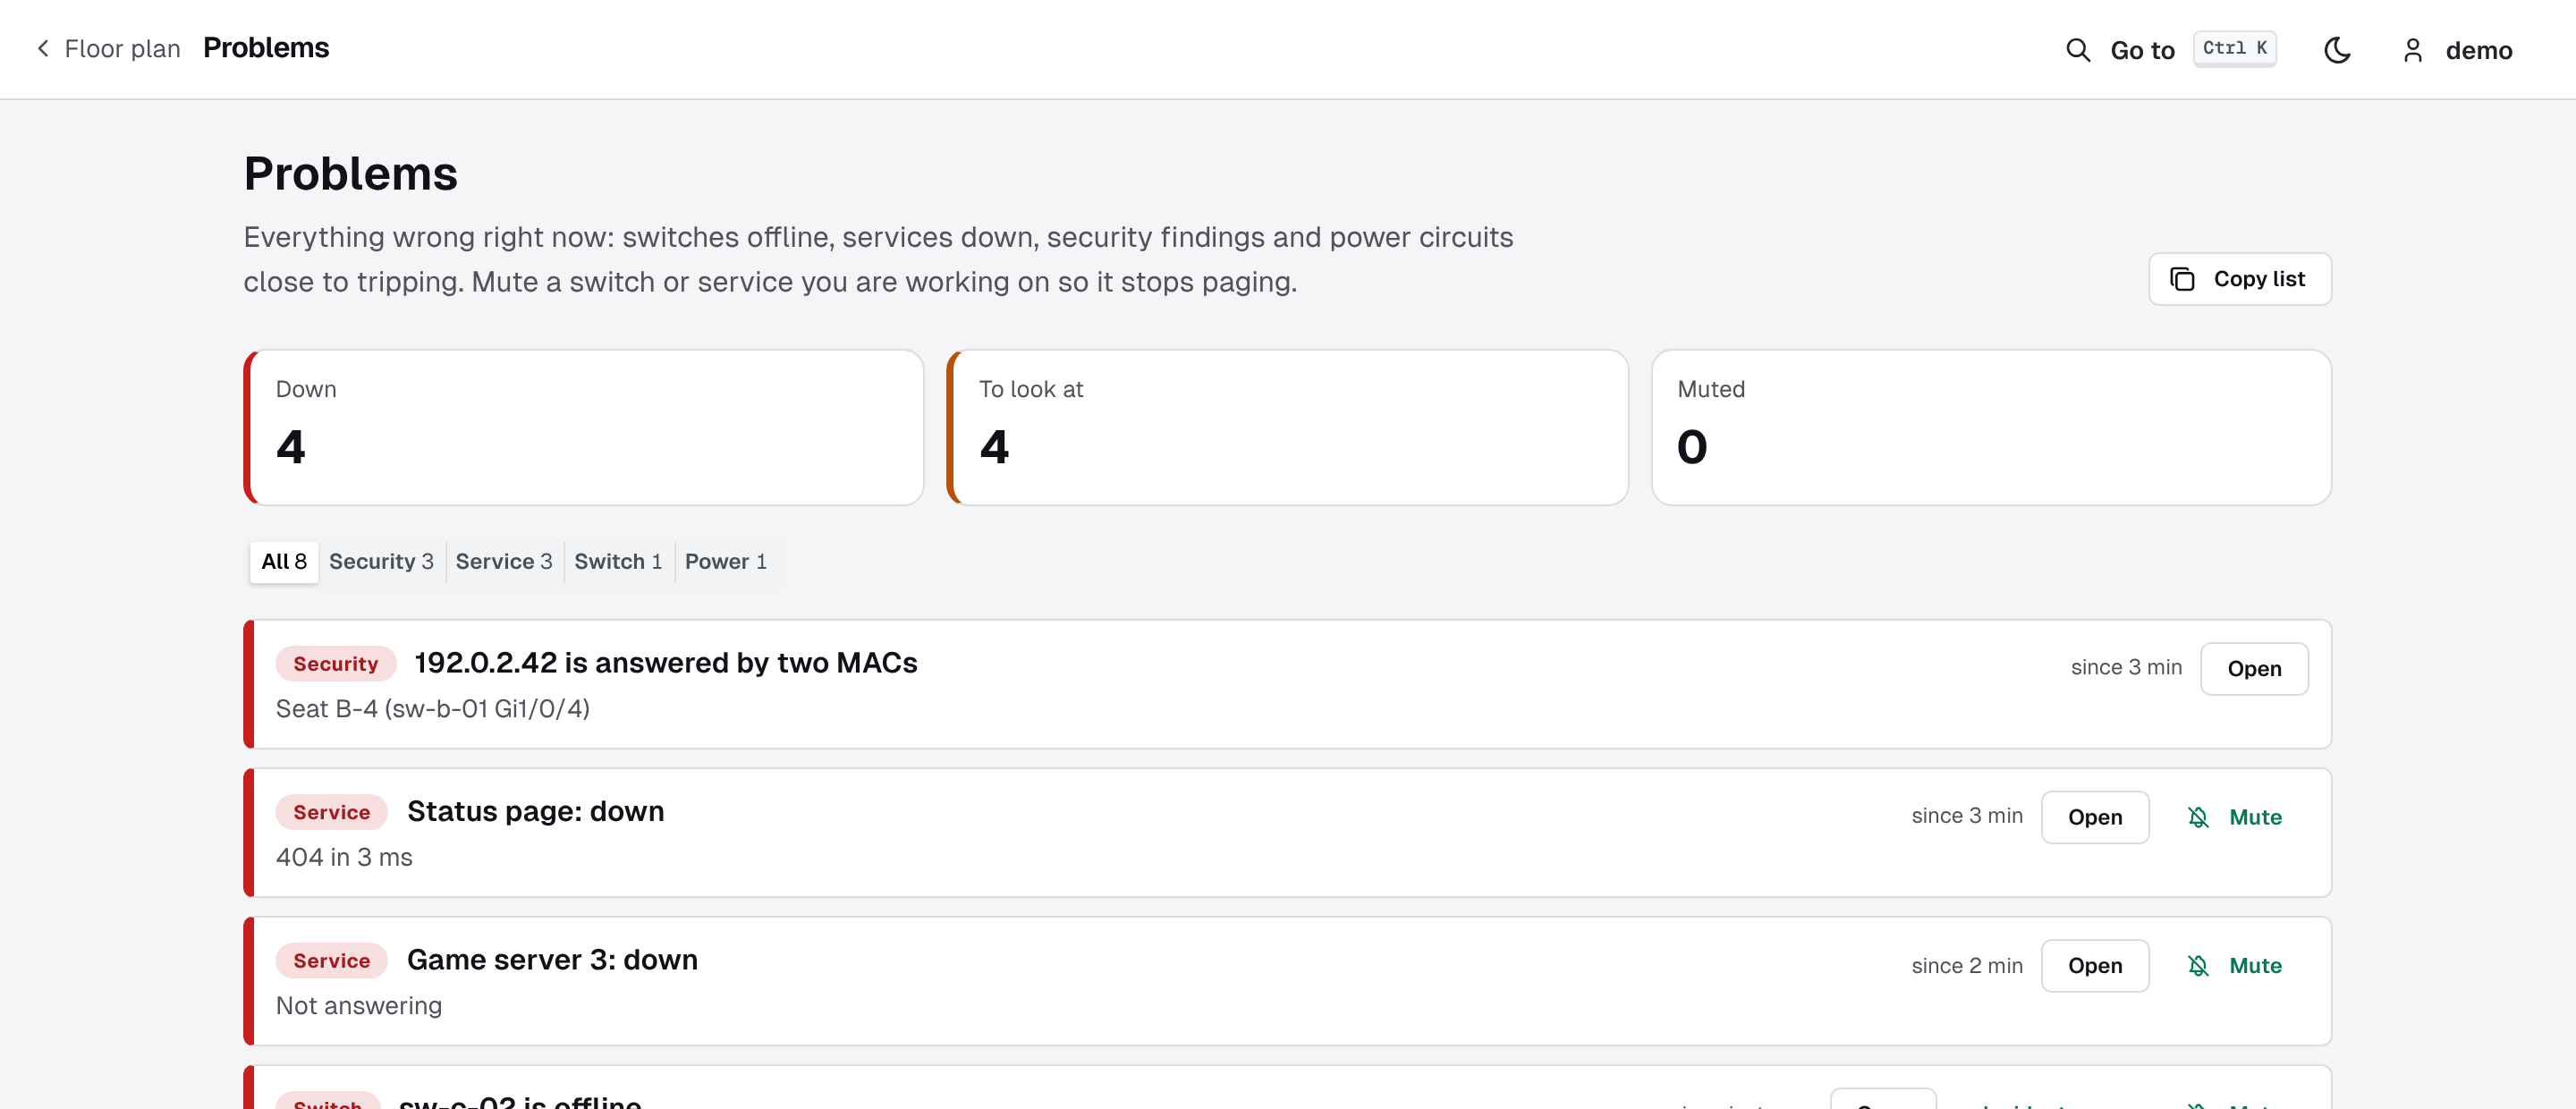 Floor plan Problems Go to Ctrl K demo
Problems
Everything wrong right now: switches offline, services down, security findings and power circuits
close to tripping. Mute a switch or service you are working on so it stops paging.
Copy list
Down To look at Muted
4 4 0
All 8 Security 3 Service 3 Switch 1 Power 1
Security 192.0.2.42 is answered by two MACs since 3 min Open
Seat B-4 (sw-b-01 Gi1/0/4)
Service Status page: down since 3 min Open Mute
404 in 3 ms
Service Game server 3: down since 2 min Open Mute
Not answering
Switch sw-c-02 is offline